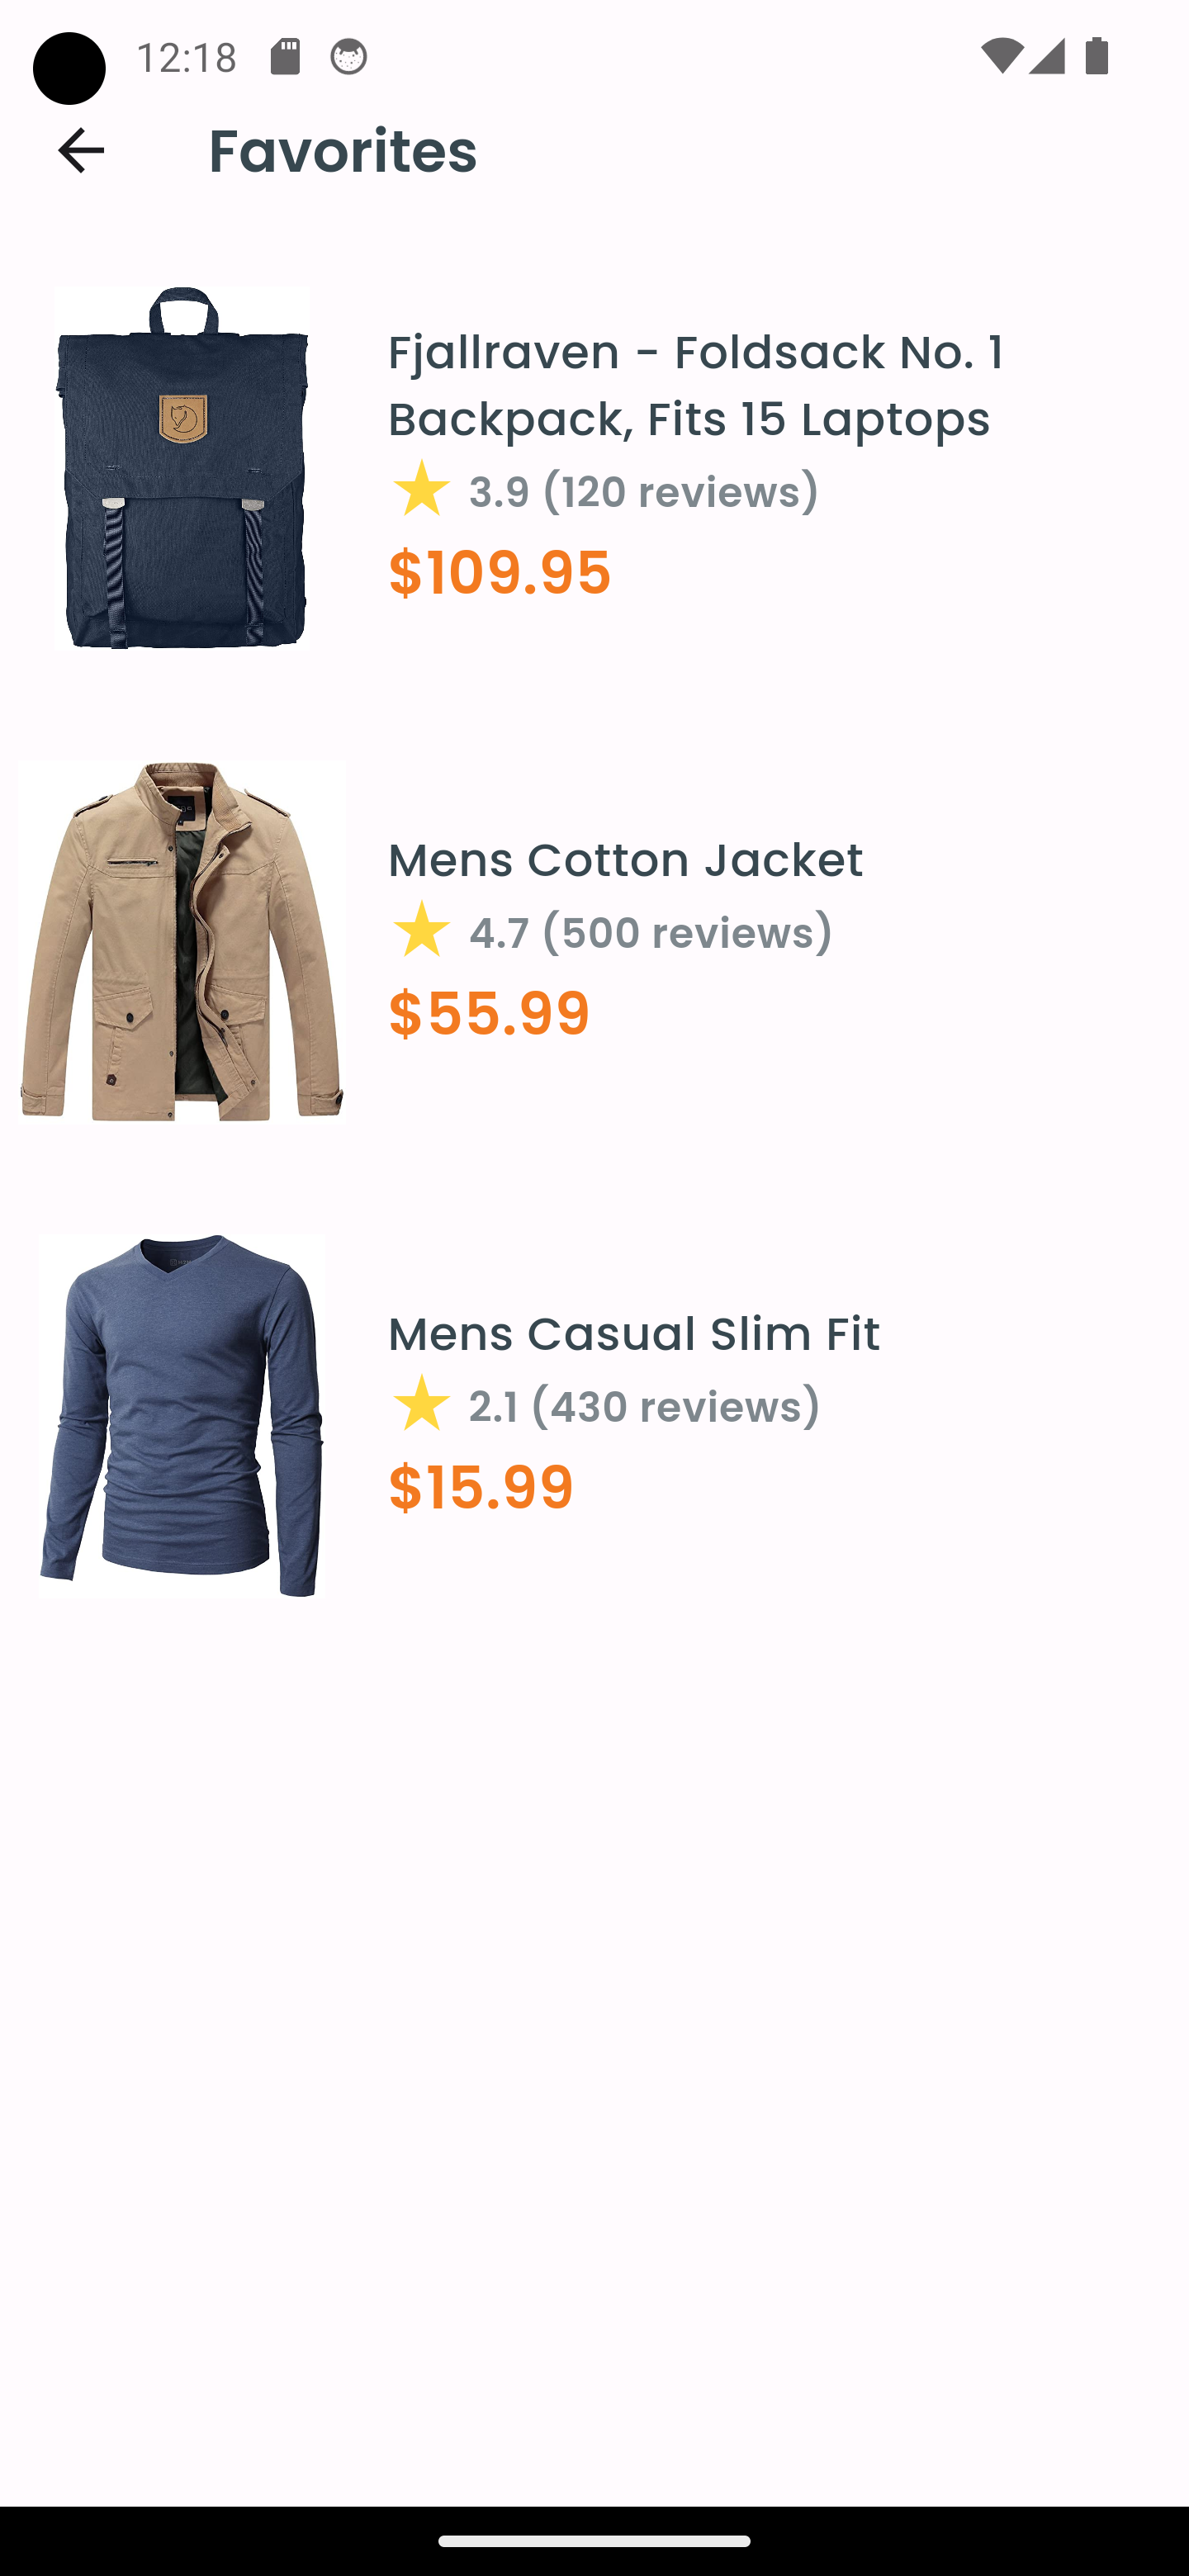 12:18
Favorites
Fjallraven - Foldsack No. 1
Backpack, Fits 15 Laptops
3.9 (120 reviews)
$109.95
Mens Cotton Jacket
4.7 (500 reviews)
$55.99
Mens Casual Slim Fit
2.1 (430 reviews)
$15.99